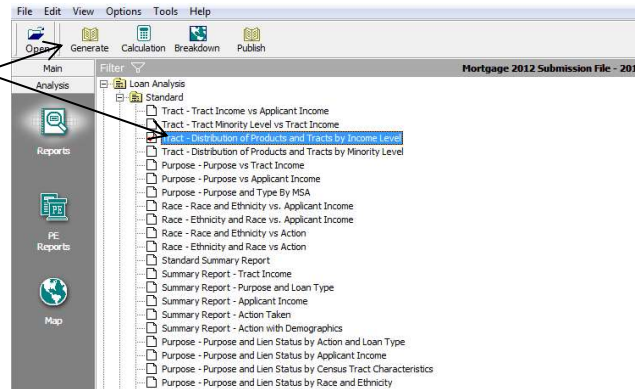 File Edit View Options Tools Help
Open Generate Calculation Breakdown Publish
Main Filter Mortgage 2012 Submission File - 201
Analysis
Loan Analysis
Standard
Tract - Tract Income vs Applicant Income
Tract - Tract Minority Level vs Tract Income
Tract - Distribution of Products and Tracts by Income Level
Tract - Distribution of Products and Tracts by Minority Level
Purpose - Purpose vs Tract Income
Purpose - Purpose vs Applicant Income
Purpose - Purpose and Type By MSA
Race - Race and Ethnicity vs. Applicant Income
Race - Ethnicity and Race vs. Applicant Income
Race - Race and Ethnicity vs Action
Race - Ethnicity and Race vs Action
Standard Summary Report
Summary Report - Tract Income
Summary Report - Purpose and Loan Type
Summary Report - Applicant Income
Summary Report - Action Taken
Summary Report - Action with Demographics
Purpose - Purpose and Lien Status by Action and Loan Type
Purpose - Purpose and Lien Status by Applicant Income
Purpose - Purpose and Lien Status by Census Tract Characteristics
Purpose - Purpose and Lien Status by Race and Ethnicity
Reports
PE
PE
Reports
Map